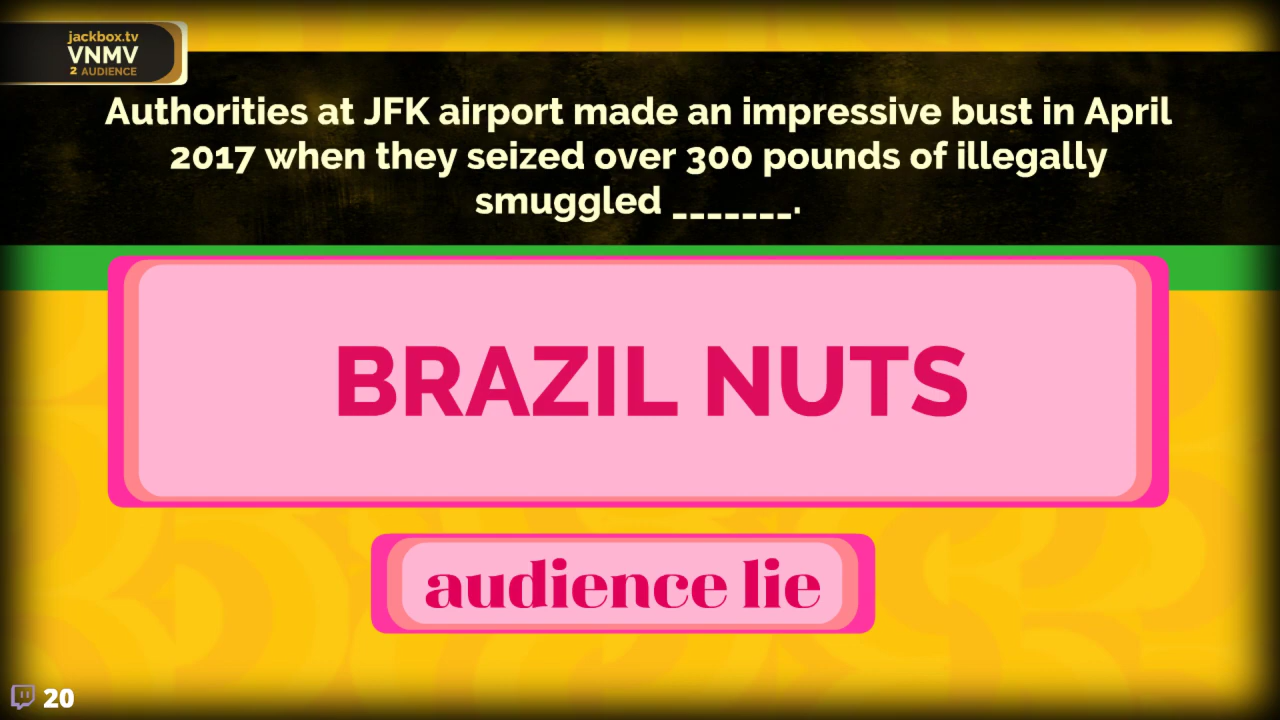 jackbox.tv
VNMV
2 AUDIENCE
Authorities at JFK airport made an impressive bust in April
2017 when they seized over 300 pounds of illegally
smuggled _______.
BRAZIL NUTS
audience lie
20